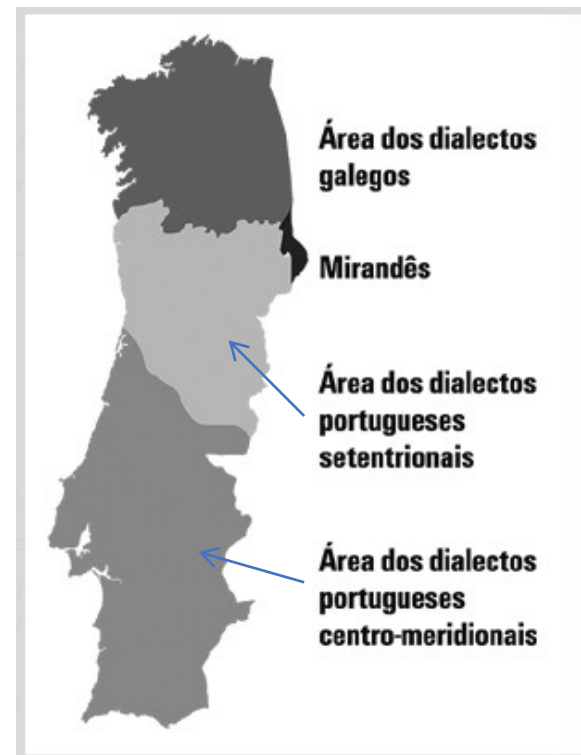 Área dos dialectos
galegos
Mirandês
Área dos dialectos
portugueses
setentrionais
Área dos dialectos
portugueses
centro-meridionais